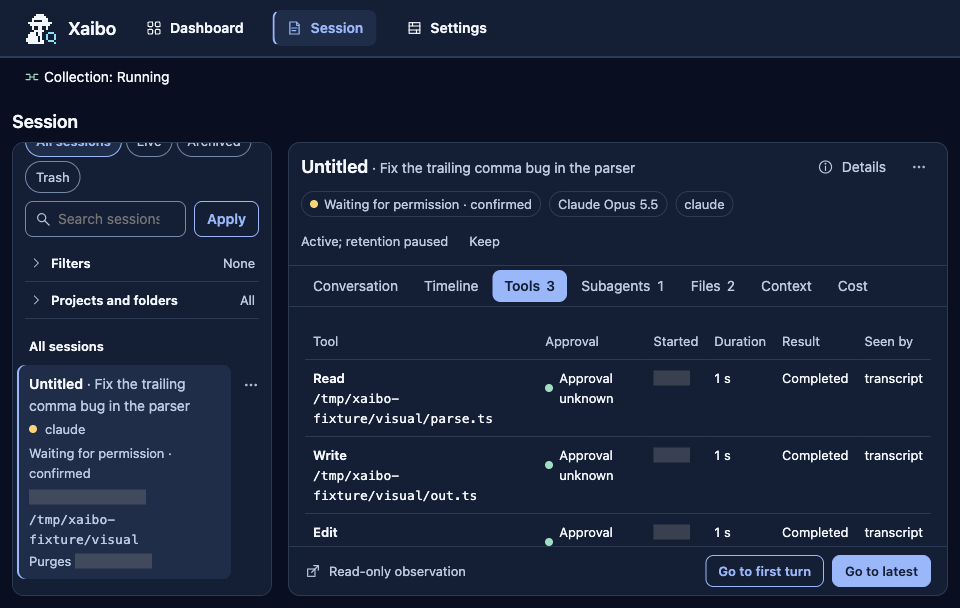 Xaibo
Dashboard
Session
Settings
Collection: Running
Session
All sessions
Live
Archived
Trash
Search sessions
Apply
Filters
None
Projects and folders
All
All sessions
Untitled · Fix the trailing
comma bug in the parser
claude
Waiting for permission ·
confirmed
/tmp/xaibo-
fixture/visual
Purges
Untitled · Fix the trailing comma bug in the parser
Details
Waiting for permission · confirmed
Claude Opus 5.5
claude
Active; retention paused
Keep
Conversation
Timeline
Tools 3
Subagents 1
Files 2
Context
Cost
Tool
Approval
Started
Duration
Result
Seen by
Read
/tmp/xaibo-
fixture/visual/parse.ts
Approval
unknown
1 s
Completed
transcript
Write
/tmp/xaibo-
fixture/visual/out.ts
Approval
unknown
1 s
Completed
transcript
Edit
Approval
1 s
Completed
transcript
Read-only observation
Go to first turn
Go to latest